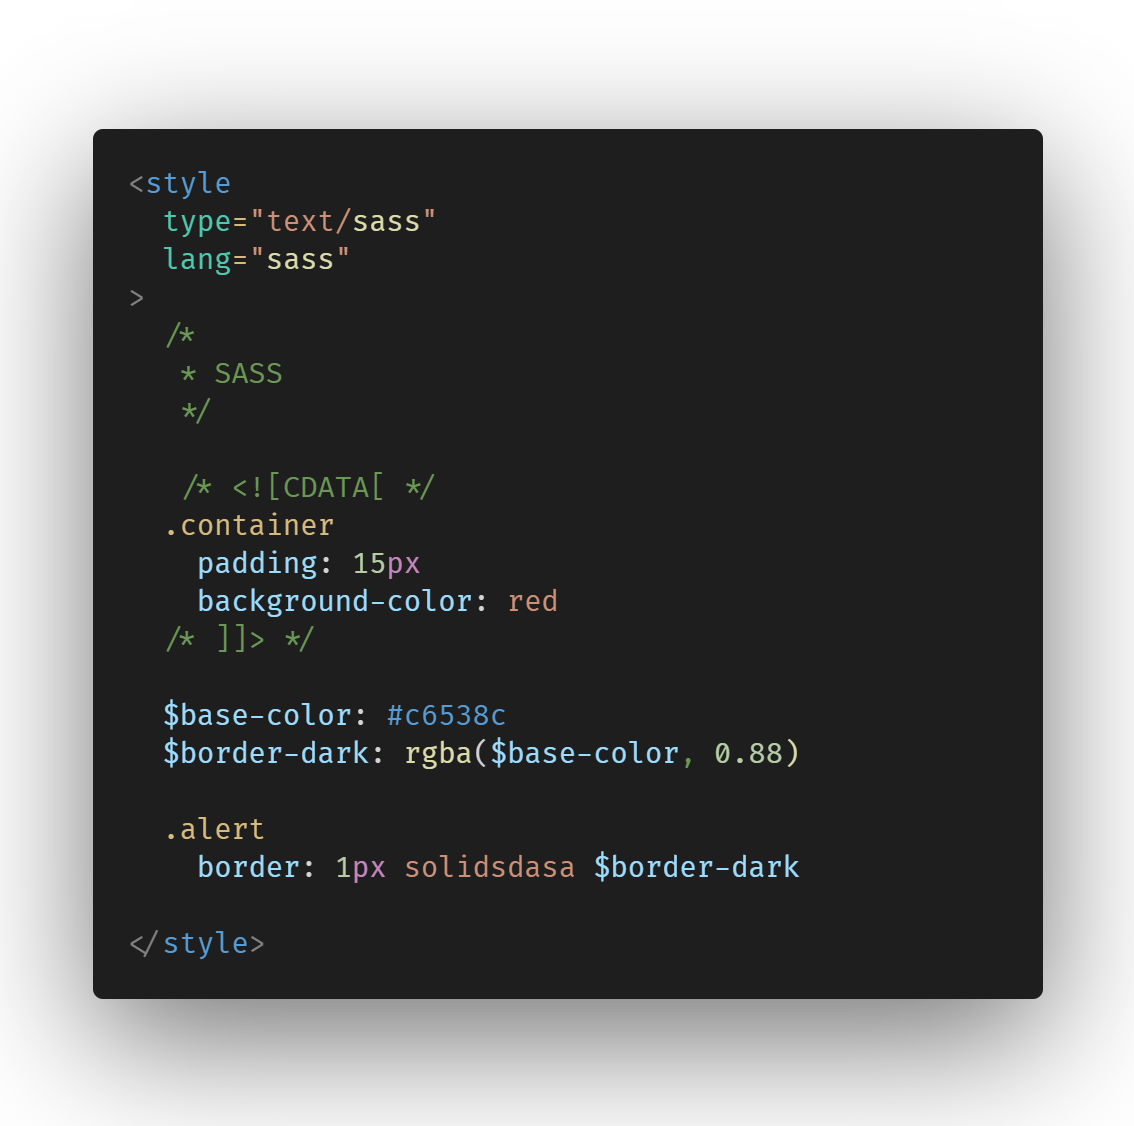 <style
  type="text/sass"
  lang="sass"
>
  /*
   * SASS
   */

   /* <![CDATA[ */
  .container
    padding: 15px
    background-color: red
  /* ]]> */

  $base-color: #c6538c
  $border-dark: rgba($base-color, 0.88)

  .alert
    border: 1px solidsdasa $border-dark

</style>